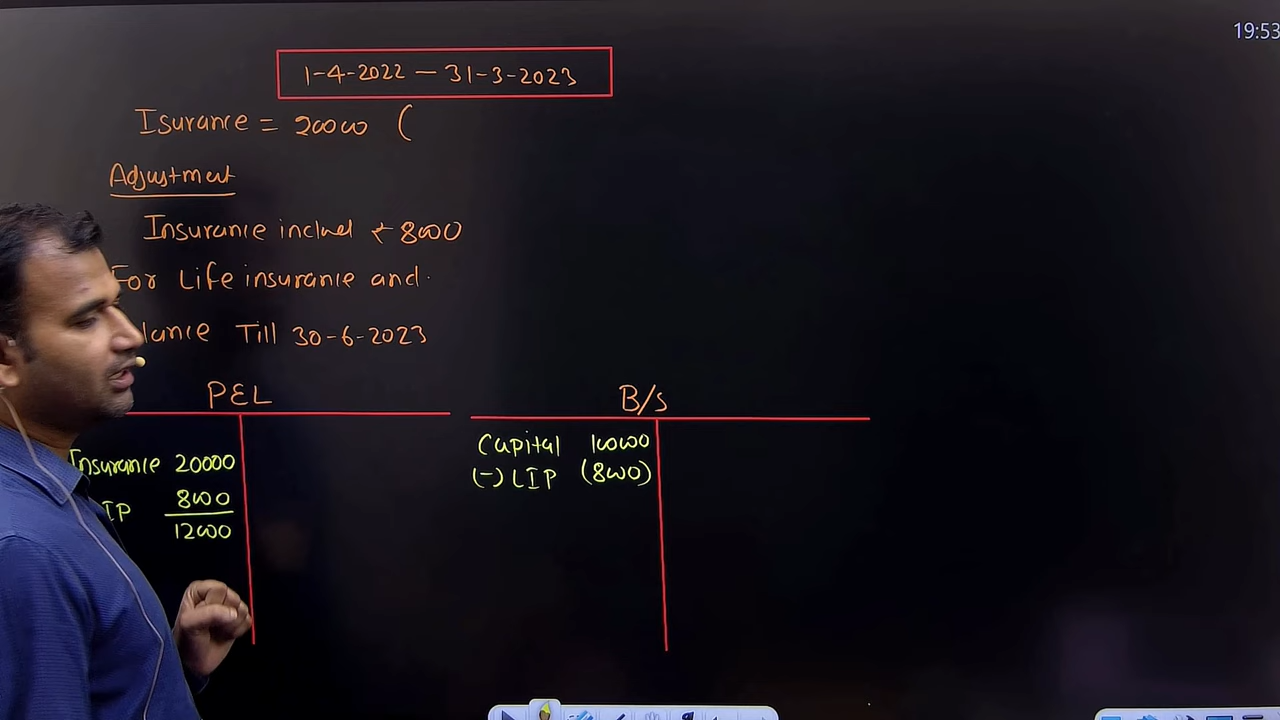 19:53
1-4-2022 — 31-3-2023
Isurance = 20000 (
Adjustment
Insurance includ ₹ 8000
For Life insurance and
lance Till 30-6-2023
P&L
Insurance 20000
IP 8000
12000
B/s
Capital 10000
(-) LIP (8000)